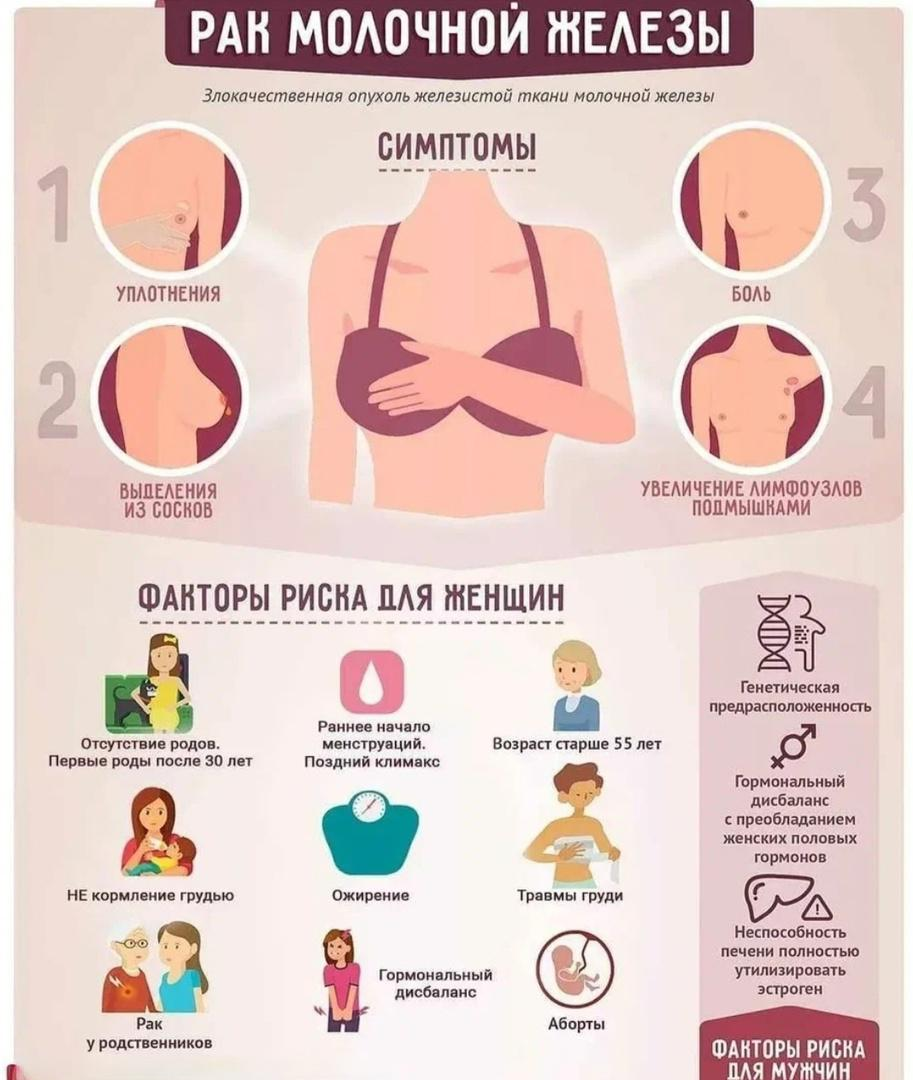 РАК МОЛОЧНОЙ ЖЕЛЕЗЫ
Злокачественная опухоль железистой ткани молочной железы
СИМПТОМЫ
1
УПЛОТНЕНИЯ
2
ВЫДЕЛЕНИЯ
ИЗ СОСКОВ
3
БОЛЬ
4
УВЕЛИЧЕНИЕ ЛИМФОУЗЛОВ
ПОДМЫШКАМИ
ФАКТОРЫ РИСКА ДЛЯ ЖЕНЩИН
Отсутствие родов.
Первые роды после 30 лет
Раннее начало
менструаций.
Поздний климакс
Возраст старше 55 лет
НЕ кормление грудью
Ожирение
Травмы груди
Рак
у родственников
Гормональный
дисбаланс
Аборты
Генетическая
предрасположенность
Гормональный
дисбаланс
с преобладанием
женских половых
гормонов
Неспособность
печени полностью
утилизировать
эстроген
ФАКТОРЫ РИСКА
ДЛЯ МУЖЧИН